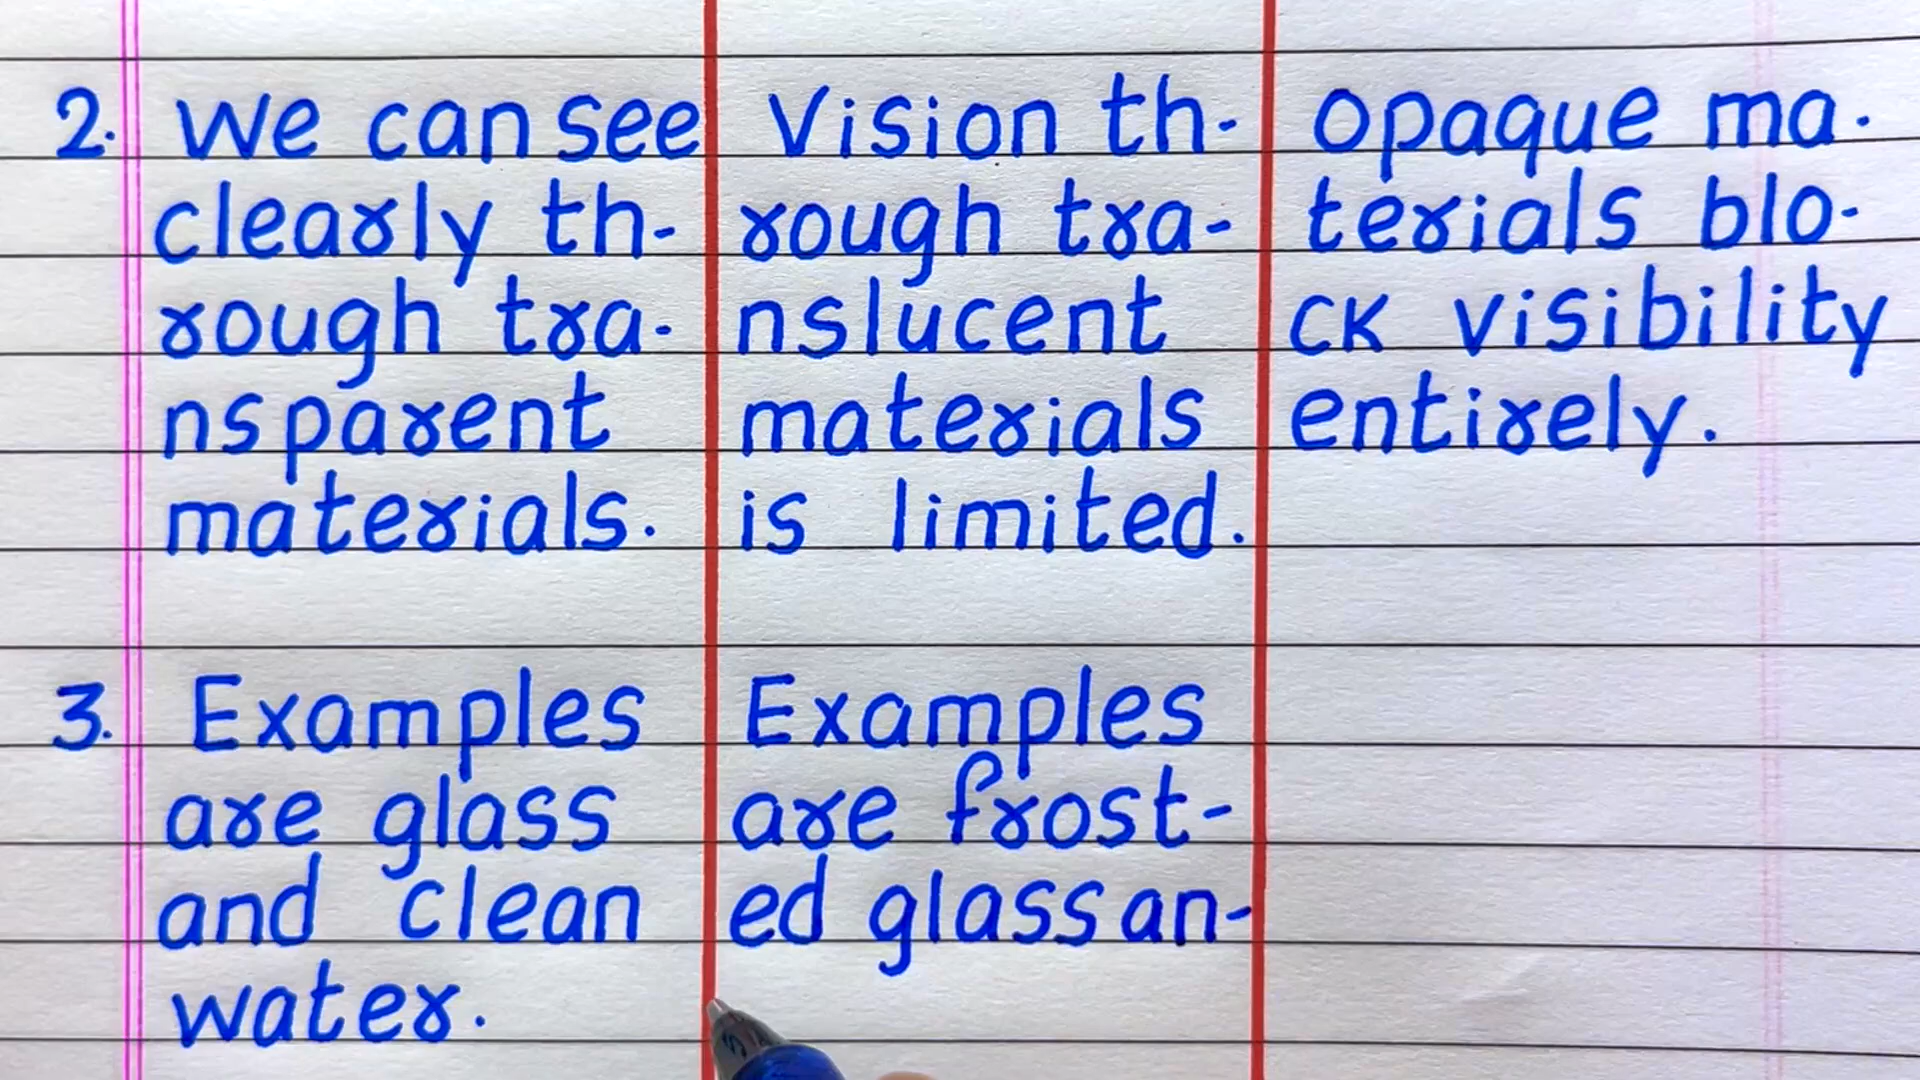 2. We can see
clearly th-
rough tra-
nsparent
materials.
Vision th-
rough tra-
nslucent
materials
is limited.
Opaque ma-
terials blo-
ck visibility
entirely.
3. Examples
are glass
and clean
water.
Examples
are frost-
ed glass an-